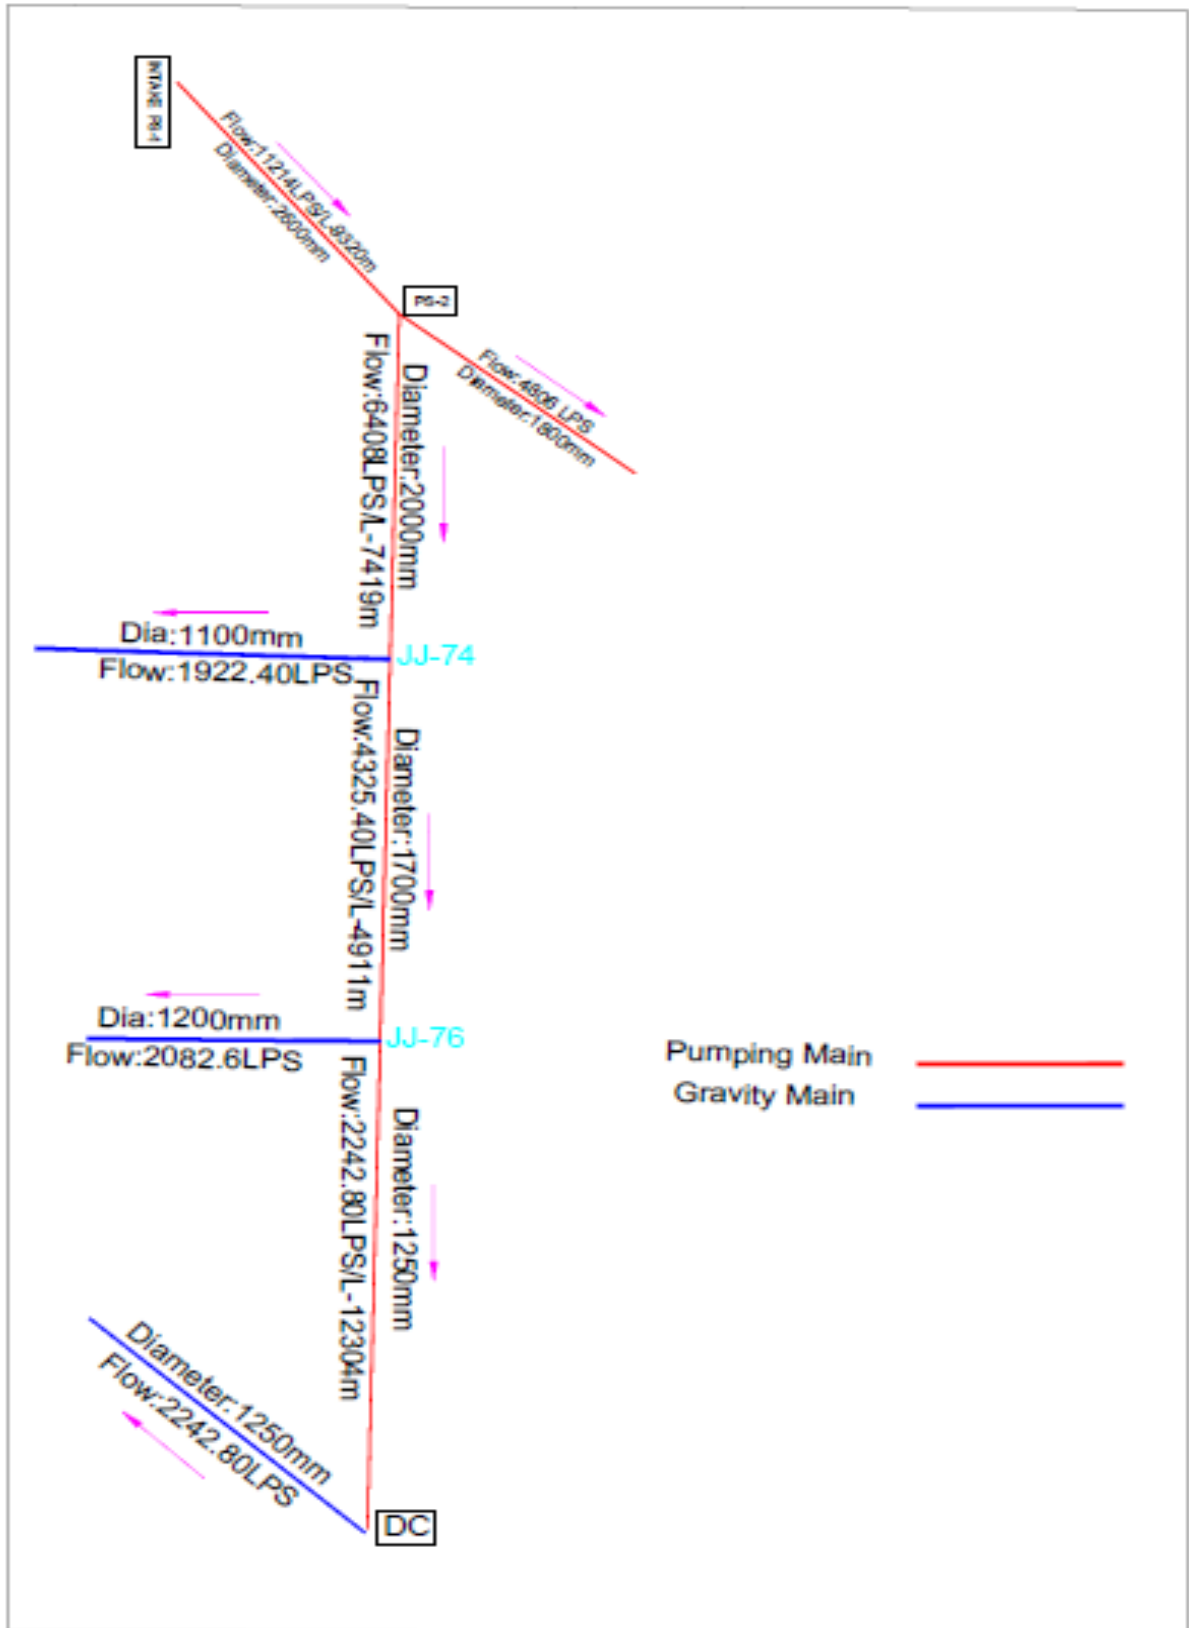 INTAKE PS-1
Flow:11214LPS/L-9320m
Diameter:2600mm
PS-2
Flow:4806 LPS
Diameter:1800mm
Diameter:2000mm
Flow:6408LPS/L-7419m
Dia:1100mm
Flow:1922.40LPS
JJ-74
Diameter:1700mm
Flow:4325.40LPS/L-4911m
Dia:1200mm
Flow:2082.6LPS
JJ-76
Pumping Main
Gravity Main
Diameter:1250mm
Flow:2242.80LPS/L-12304m
Diameter:1250mm
Flow:2242.80LPS
DC